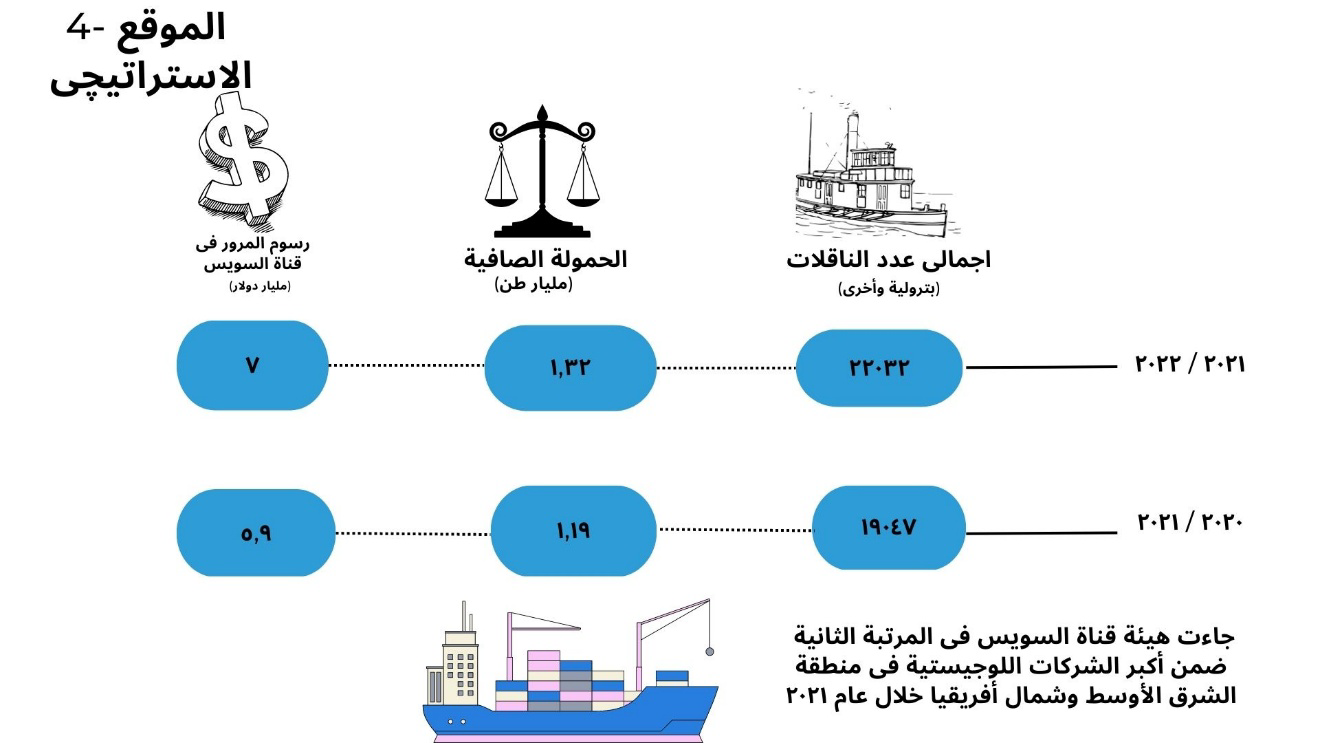 4- الموقع
الاستراتيچى
اجمالى عدد الناقلات
(بترولية وأخرى)
الحمولة الصافية
(مليار طن)
رسوم المرور فى
قناة السويس
(مليار دولار)
٢٠٢١ / ٢٠٢٢
٢٢٠٣٢
١,٣٢
٧
٢٠٢٠ / ٢٠٢١
١٩٠٤٧
١,١٩
٥,٩
جاءت هيئة قناة السويس فى المرتبة الثانية
ضمن أكبر الشركات اللوجيستية فى منطقة
الشرق الأوسط وشمال أفريقيا خلال عام ٢٠٢١